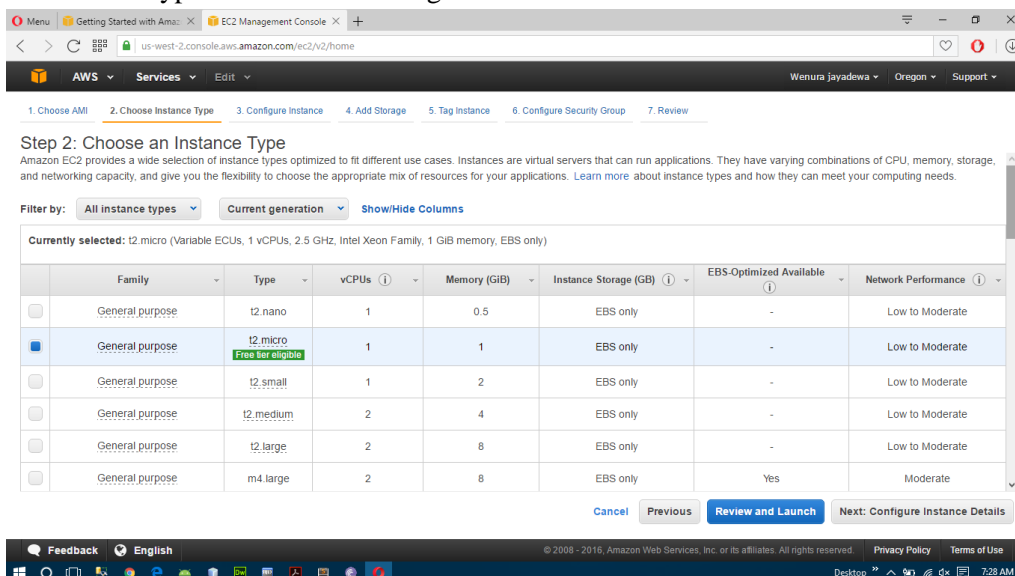 Menu Getting Started with Amaz EC2 Management Console
us-west-2.console.aws.amazon.com/ec2/v2/home
AWS Services Edit Wenura jayadewa Oregon Support
1. Choose AMI 2. Choose Instance Type 3. Configure Instance 4. Add Storage 5. Tag Instance 6. Configure Security Group 7. Review
Step 2: Choose an Instance Type
Amazon EC2 provides a wide selection of instance types optimized to fit different use cases. Instances are virtual servers that can run applications. They have varying combinations of CPU, memory, storage,
and networking capacity, and give you the flexibility to choose the appropriate mix of resources for your applications. Learn more about instance types and how they can meet your computing needs.
Filter by: All instance types Current generation Show/Hide Columns
Currently selected: t2.micro (Variable ECUs, 1 vCPUs, 2.5 GHz, Intel Xeon Family, 1 GiB memory, EBS only)
Family Type vCPUs Memory (GiB) Instance Storage (GB) EBS-Optimized Available Network Performance
General purpose t2.nano 1 0.5 EBS only - Low to Moderate
General purpose t2.micro 1 1 EBS only - Low to Moderate
Free tier eligible
General purpose t2.small 1 2 EBS only - Low to Moderate
General purpose t2.medium 2 4 EBS only - Low to Moderate
General purpose t2.large 2 8 EBS only - Low to Moderate
General purpose m4.large 2 8 EBS only Yes Moderate
Cancel Previous Review and Launch Next: Configure Instance Details
Feedback English © 2008 - 2016, Amazon Web Services, Inc. or its affiliates. All rights reserved. Privacy Policy Terms of Use
Desktop 7:28 AM